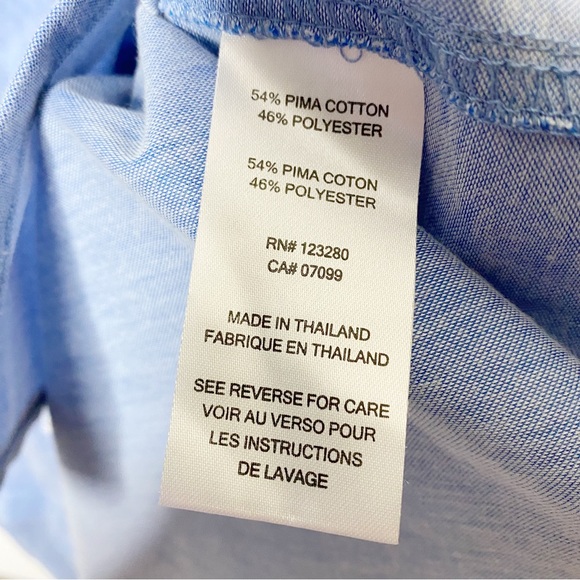 54% PIMA COTTON
46% POLYESTER
54% PIMA COTON
46% POLYESTER
RN# 123280
CA# 07099
MADE IN THAILAND
FABRIQUE EN THAILAND
SEE REVERSE FOR CARE
VOIR AU VERSO POUR
LES INSTRUCTIONS
DE LAVAGE